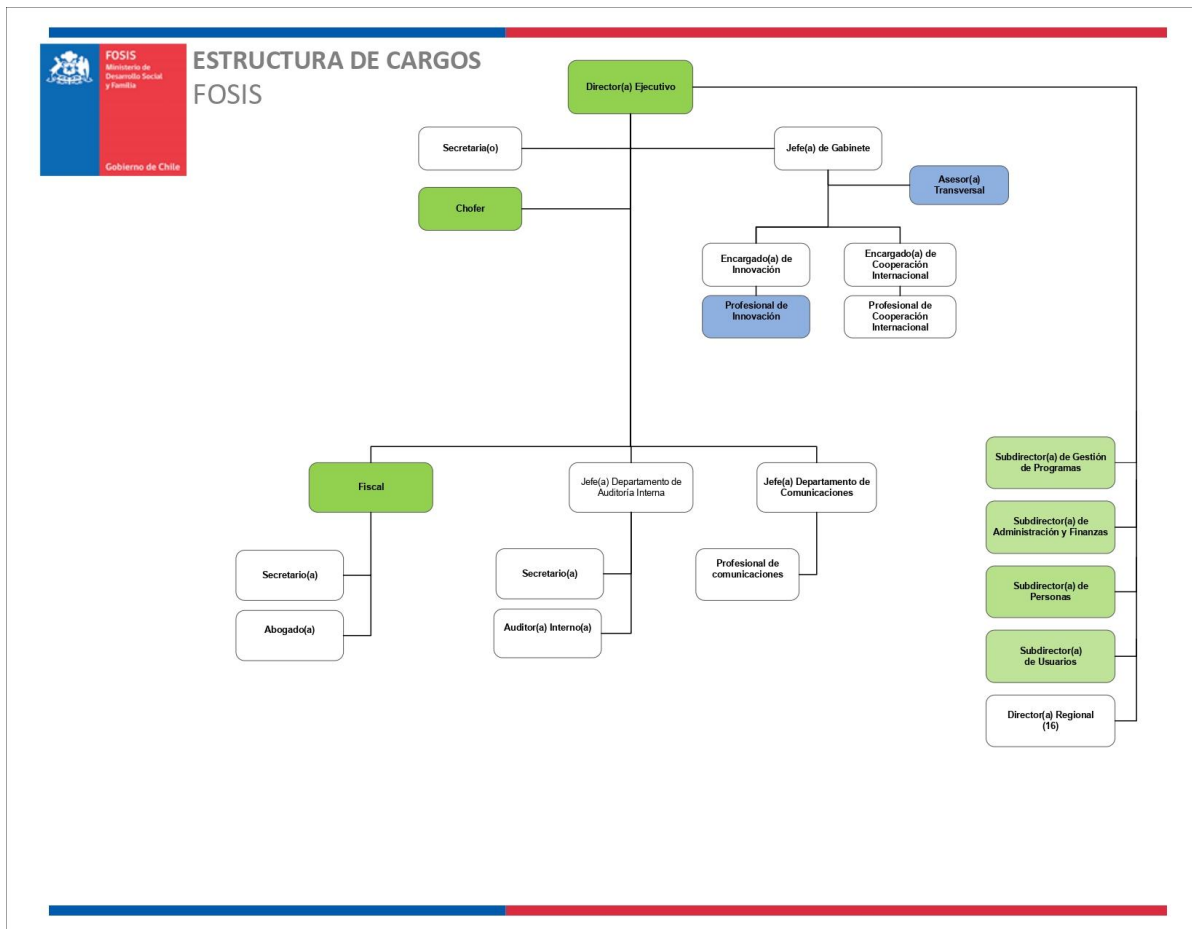 FOSIS
Ministerio de
Desarrollo Social
y Familia
Gobierno de Chile
ESTRUCTURA DE CARGOS
FOSIS
Director(a) Ejecutivo
Secretaria(o)
Jefe(a) de Gabinete
Asesor(a)
Transversal
Chofer
Encargado(a) de
Innovación
Encargado(a) de
Cooperación
Internacional
Profesional de
Innovación
Profesional de
Cooperación
Internacional
Fiscal
Jefe(a) Departamento de
Auditoría Interna
Jefe(a) Departamento de
Comunicaciones
Secretario(a)
Abogado(a)
Secretario(a)
Auditor(a) Interno(a)
Profesional de
comunicaciones
Subdirector(a) de Gestión
de Programas
Subdirector(a) de
Administración y Finanzas
Subdirector(a) de
Personas
Subdirector(a)
de Usuarios
Director(a) Regional
(16)